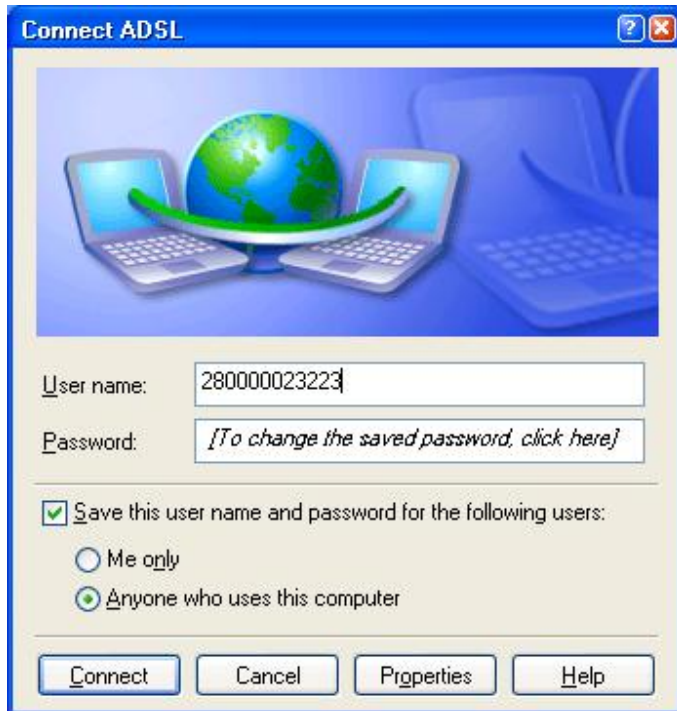 Connect ADSL
User name: 280000023223
Password: [To change the saved password, click here]
Save this user name and password for the following users:
Me only
Anyone who uses this computer
Connect Cancel Properties Help